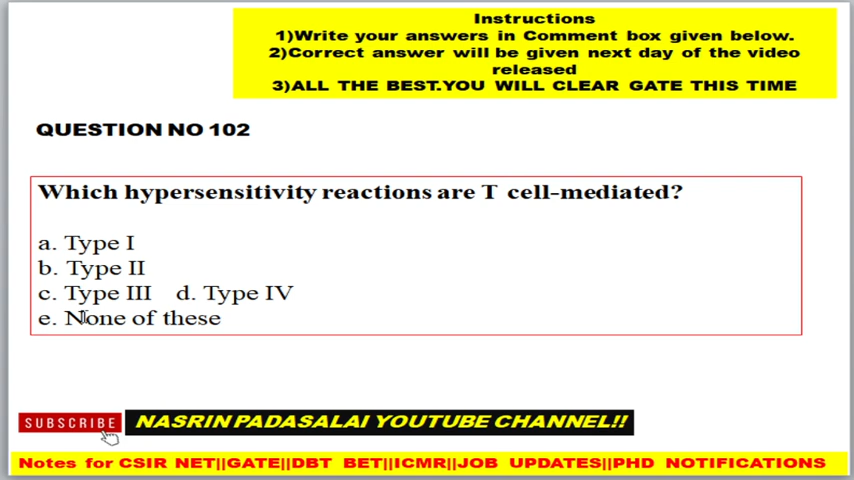 Instructions
1)Write your answers in Comment box given below.
2)Correct answer will be given next day of the video
released
3)ALL THE BEST.YOU WILL CLEAR GATE THIS TIME
QUESTION NO 102
Which hypersensitivity reactions are T cell-mediated?
a. Type I
b. Type II
c. Type III d. Type IV
e. None of these
SUBSCRIBE
NASRIN PADASALAI YOUTUBE CHANNEL!!
Notes for CSIR NET||GATE||DBT BET||ICMR||JOB UPDATES||PHD NOTIFICATIONS